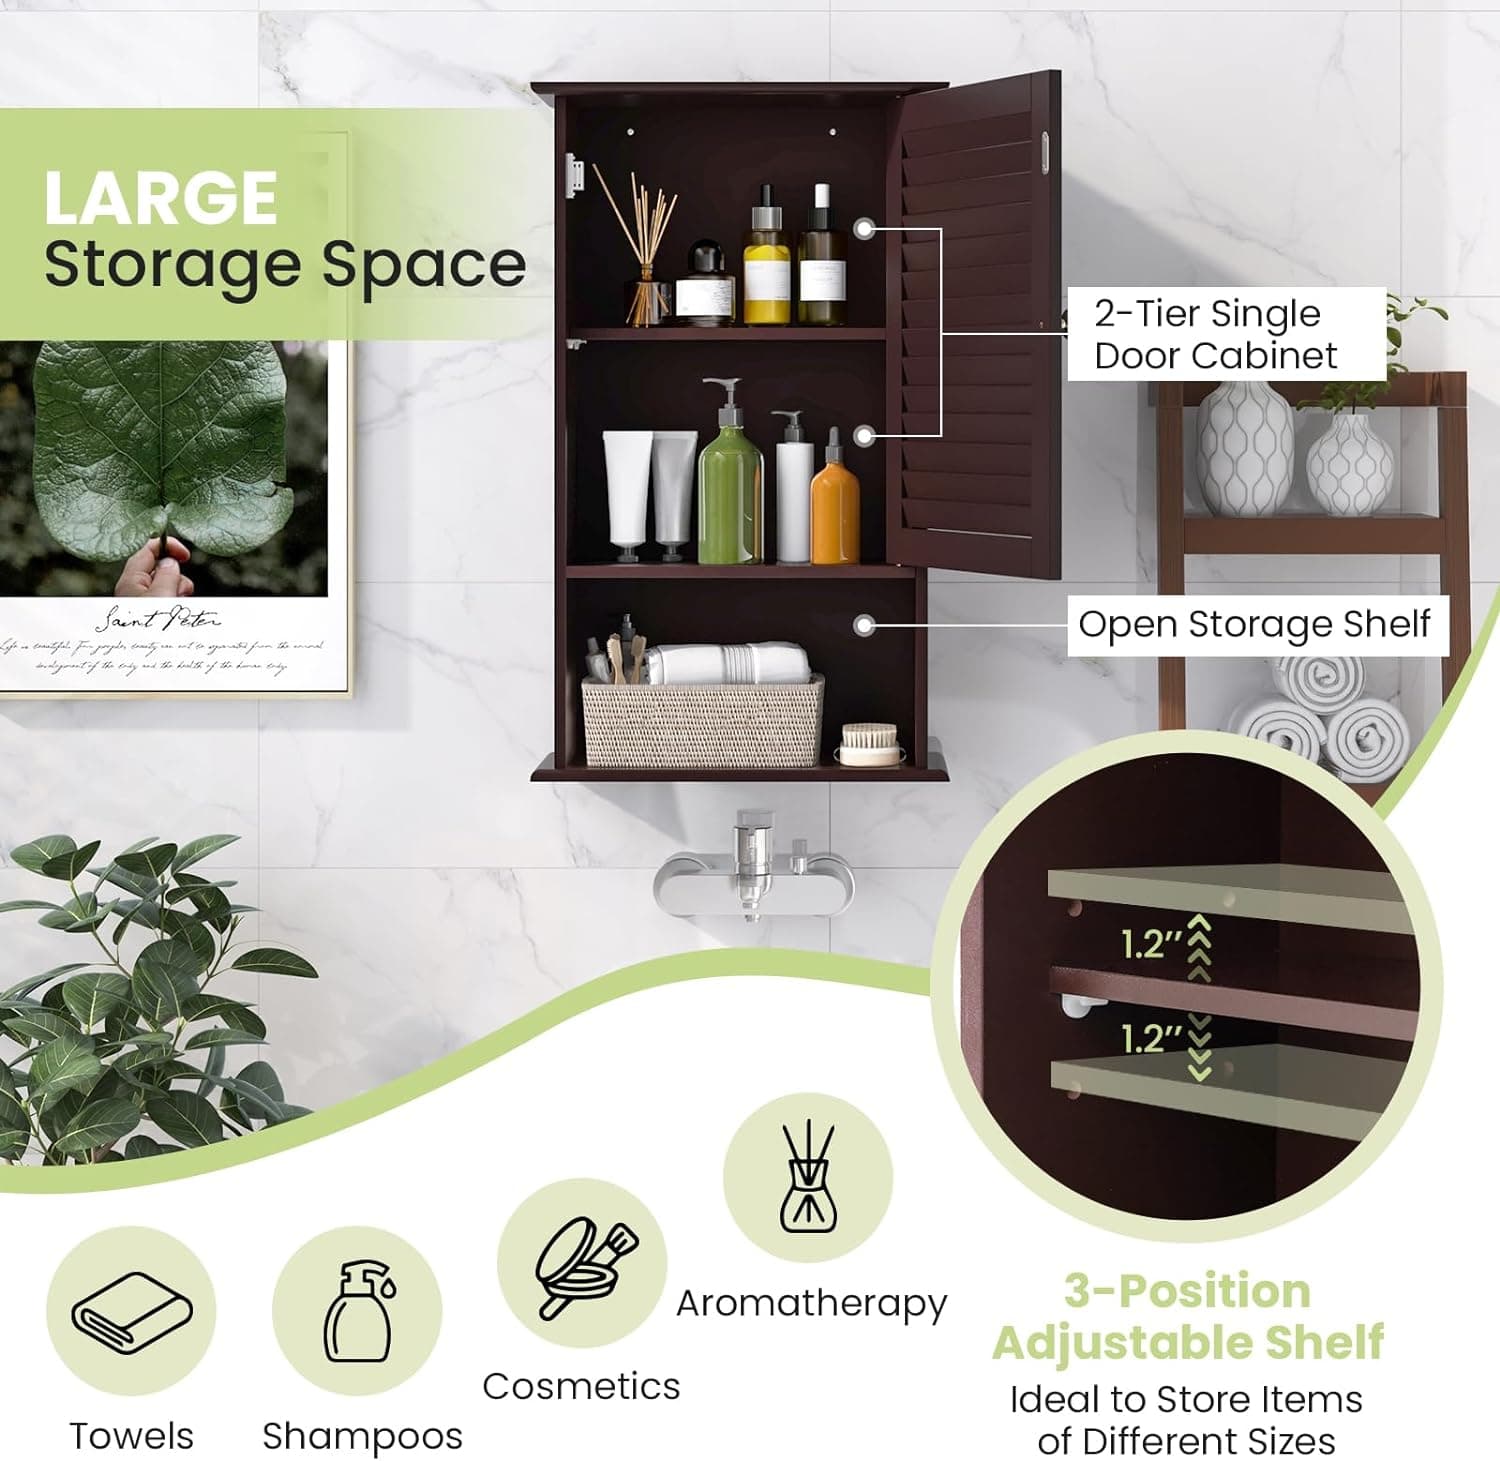 LARGE
Storage Space
2-Tier Single
Door Cabinet
Open Storage Shelf
Saint Peter
1.2″
1.2″
3-Position
Adjustable Shelf
Ideal to Store Items
of Different Sizes
Aromatherapy
Cosmetics
Towels
Shampoos